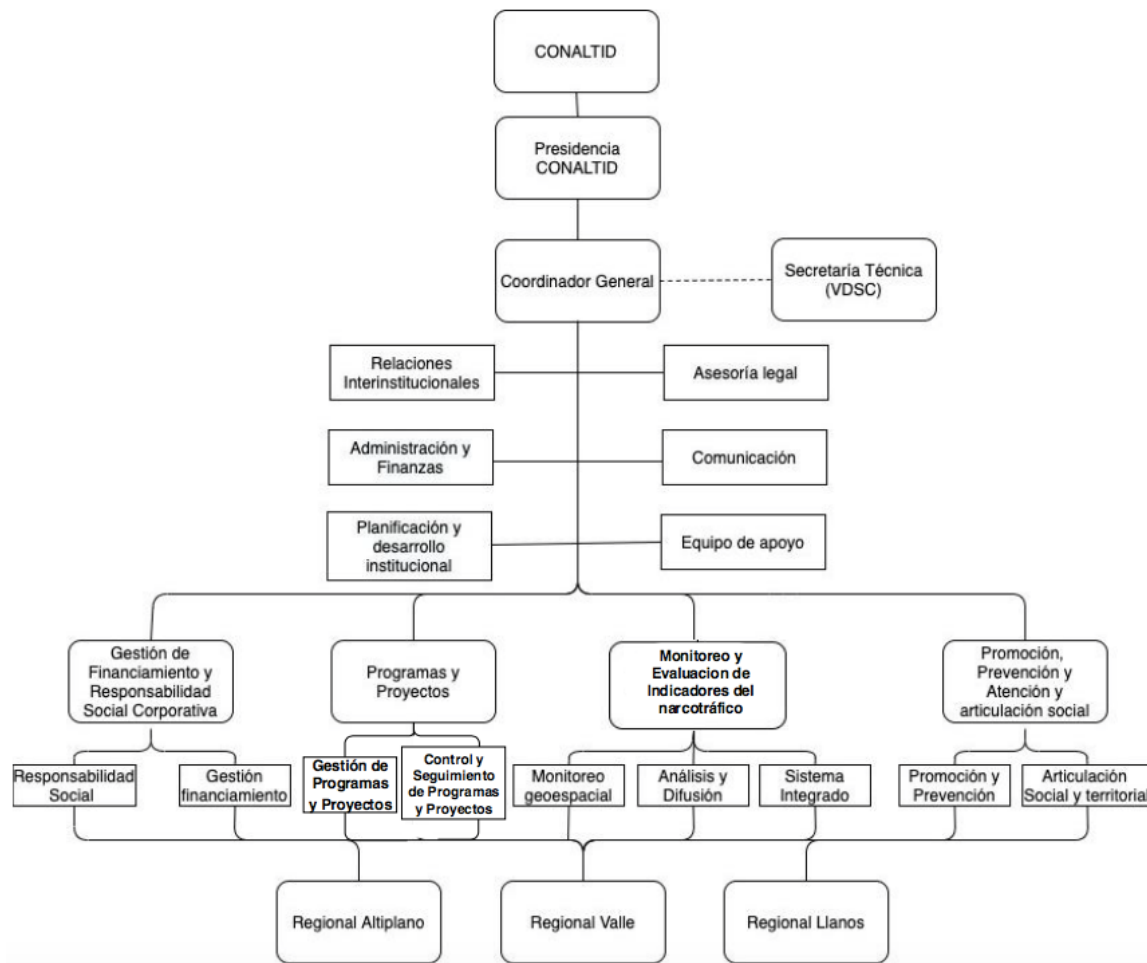 CONALTID
Presidencia
CONALTID
Coordinador General
Secretaría Técnica
(VDSC)
Relaciones
Interinstitucionales
Asesoría legal
Administración y
Finanzas
Comunicación
Planificación y
desarrollo
institucional
Equipo de apoyo
Gestión de
Financiamiento y
Responsabilidad
Social Corporativa
Programas y
Proyectos
Monitoreo y
Evaluacion de
Indicadores del
narcotráfico
Promoción,
Prevención y
Atención y
articulación social
Responsabilidad
Social
Gestión
financiamiento
Gestión de
Programas
y Proyectos
Control y
Seguimiento
de Programas
y Proyectos
Monitoreo
geoespacial
Análisis y
Difusión
Sistema
Integrado
Promoción y
Prevención
Articulación
Social y territorial
Regional Altiplano
Regional Valle
Regional Llanos